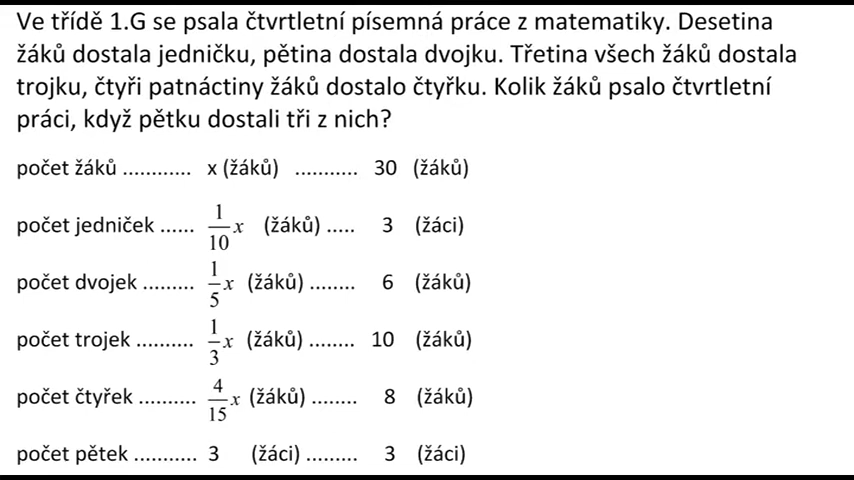 Ve třídě 1.G se psala čtvrtletní písemná práce z matematiky. Desetina
žáků dostala jedničku, pětina dostala dvojku. Třetina všech žáků dostala
trojku, čtyři patnáctiny žáků dostalo čtyřku. Kolik žáků psalo čtvrtletní
práci, když pětku dostali tři z nich?
počet žáků ............ x (žáků) ........... 30 (žáků)
počet jedniček ...... 1/10 x (žáků) ..... 3 (žáci)
počet dvojek ......... 1/5 x (žáků) ........ 6 (žáků)
počet trojek .......... 1/3 x (žáků) ........ 10 (žáků)
počet čtyřek .......... 4/15 x (žáků) ........ 8 (žáků)
počet pětek ........... 3 (žáci) ......... 3 (žáci)